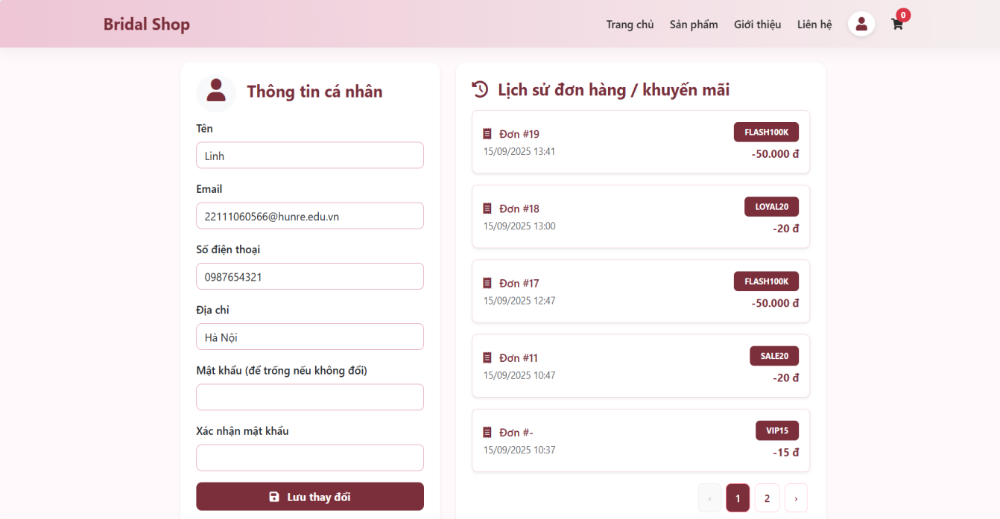 Bridal Shop
Trang chủ
Sản phẩm
Giới thiệu
Liên hệ
0
Thông tin cá nhân
Tên
Linh
Email
22111060566@hunre.edu.vn
Số điện thoại
0987654321
Địa chỉ
Hà Nội
Mật khẩu (để trống nếu không đổi)
Xác nhận mật khẩu
Lưu thay đổi
Lịch sử đơn hàng / khuyến mãi
Đơn #19
FLASH100K
15/09/2025 13:41
-50.000 đ
Đơn #18
LOYAL20
15/09/2025 13:00
-20 đ
Đơn #17
FLASH100K
15/09/2025 12:47
-50.000 đ
Đơn #11
SALE20
15/09/2025 10:47
-20 đ
Đơn #-
VIP15
15/09/2025 10:37
-15 đ
‹ 1 2 ›